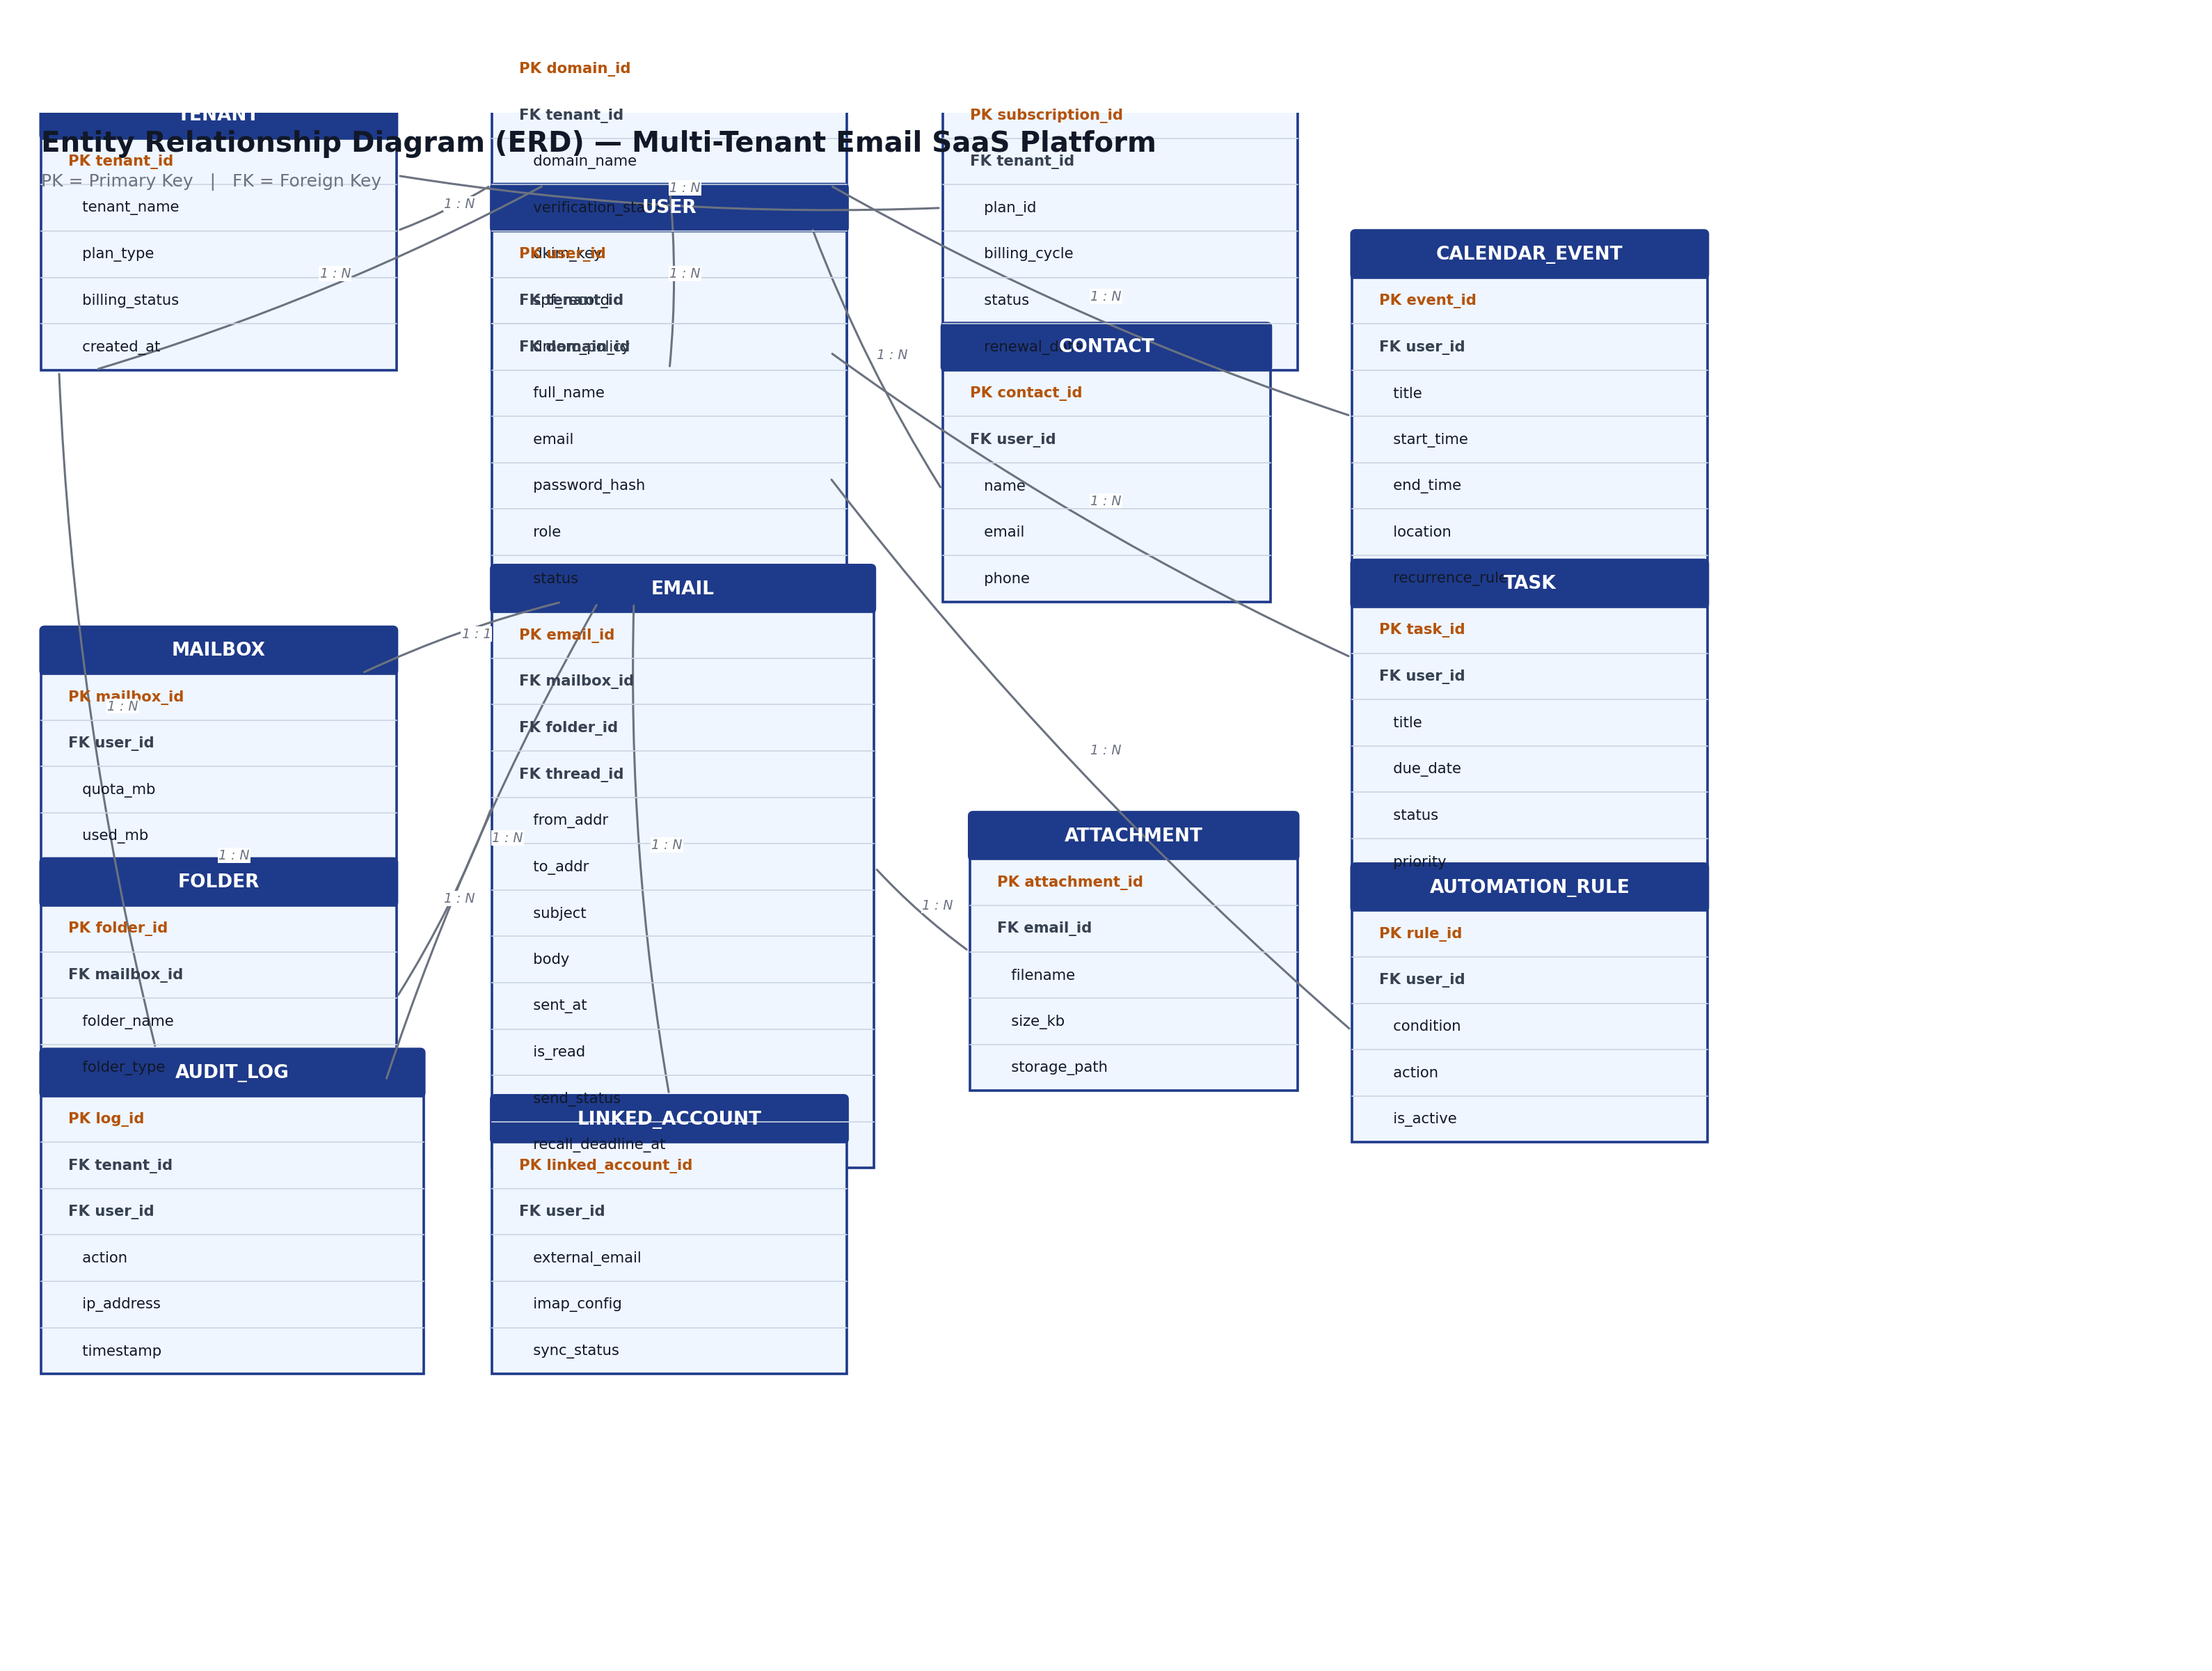 Entity Relationship Diagram (ERD) — Multi-Tenant Email SaaS Platform
PK = Primary Key | FK = Foreign Key
TENANT
PK tenant_id
tenant_name
plan_type
billing_status
created_at
PK domain_id
FK tenant_id
domain_name
verification_sta
dkim_key
spf_record
dmarc_policy
PK subscription_id
FK tenant_id
plan_id
billing_cycle
status
renewal_da
USER
PK user_id
FK tenant_id
FK domain_id
full_name
email
password_hash
role
status
CONTACT
PK contact_id
FK user_id
name
email
phone
CALENDAR_EVENT
PK event_id
FK user_id
title
start_time
end_time
location
recurrence_rule
TASK
PK task_id
FK user_id
title
due_date
status
priority
MAILBOX
PK mailbox_id
FK user_id
quota_mb
used_mb
EMAIL
PK email_id
FK mailbox_id
FK folder_id
FK thread_id
from_addr
to_addr
subject
body
sent_at
is_read
send_status
recall_deadline_at
ATTACHMENT
PK attachment_id
FK email_id
filename
size_kb
storage_path
AUTOMATION_RULE
PK rule_id
FK user_id
condition
action
is_active
FOLDER
PK folder_id
FK mailbox_id
folder_name
folder_type
AUDIT_LOG
PK log_id
FK tenant_id
FK user_id
action
ip_address
timestamp
LINKED_ACCOUNT
PK linked_account_id
FK user_id
external_email
imap_config
sync_status
1 : N
1 : N
1 : N
1 : N
1 : N
1 : N
1 : N
1 : N
1 : 1
1 : N
1 : N
1 : N
1 : N
1 : N
1 : N
1 : N